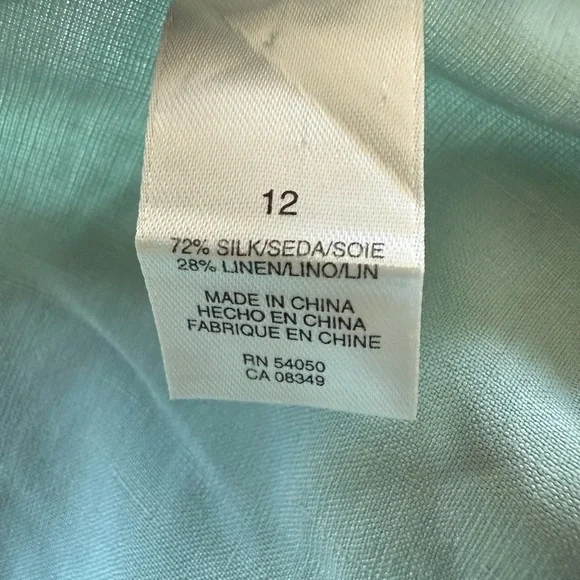 12
72% SILK/SEDA/SOIE
28% LINEN/LINO/LIN
MADE IN CHINA
HECHO EN CHINA
FABRIQUE EN CHINE
RN 54050
CA 08349